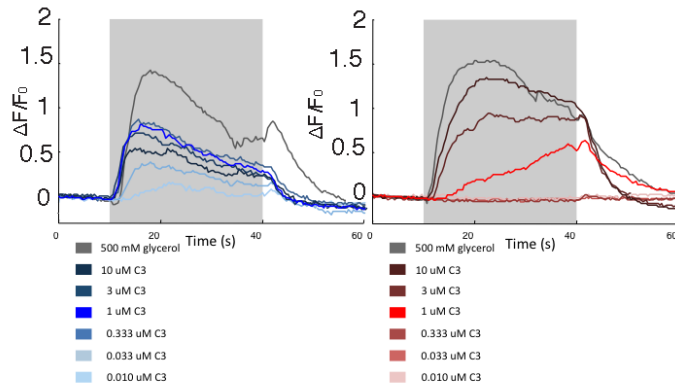 2
1.5
1
0.5
0
ΔF/F0
0
20
40
60
Time (s)
500 mM glycerol
10 uM C3
3 uM C3
1 uM C3
0.333 uM C3
0.033 uM C3
0.010 uM C3
2
1.5
1
0.5
0
ΔF/F0
0
20
40
60
Time (s)
500 mM glycerol
10 uM C3
3 uM C3
1 uM C3
0.333 uM C3
0.033 uM C3
0.010 uM C3